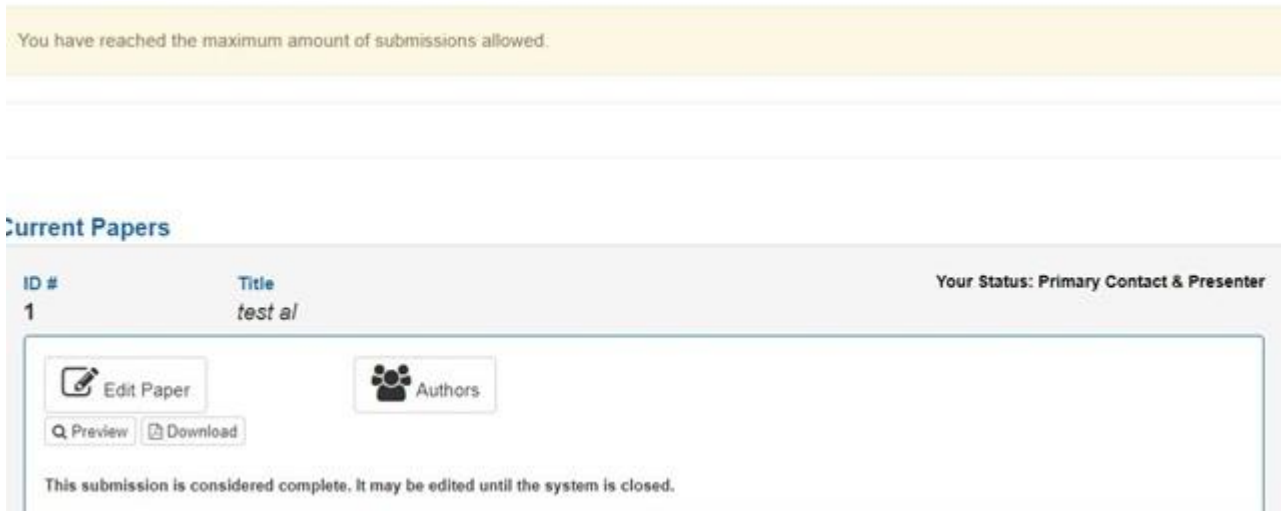 You have reached the maximum amount of submissions allowed.
Current Papers
ID # Title Your Status: Primary Contact & Presenter
1 test al
Edit Paper Authors
Preview Download
This submission is considered complete. It may be edited until the system is closed.